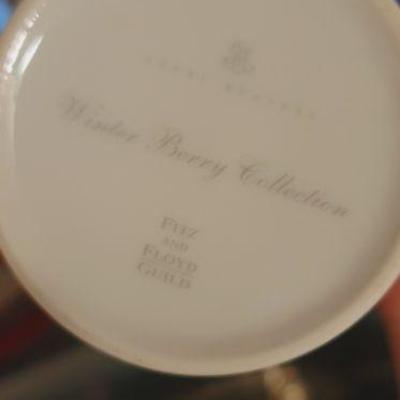 Winter Berry Collection
FITZ
AND
FLOYD
GUILD